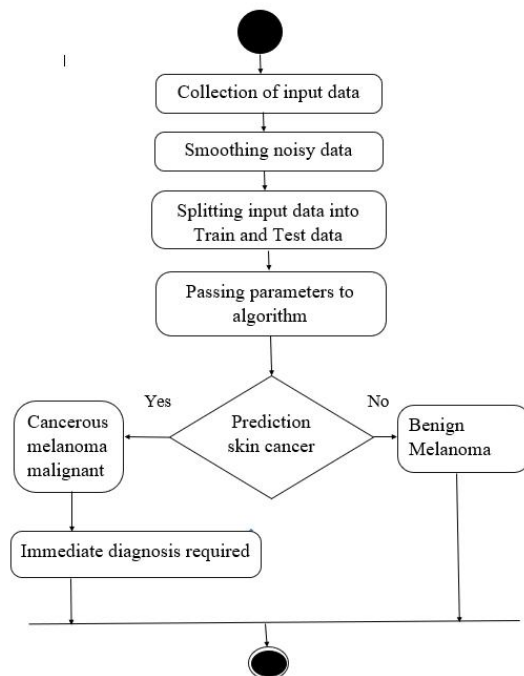 Collection of input data
Smoothing noisy data
Splitting input data into
Train and Test data
Passing parameters to
algorithm
Yes
No
Prediction
skin cancer
Cancerous
melanoma
malignant
Benign
Melanoma
Immediate diagnosis required